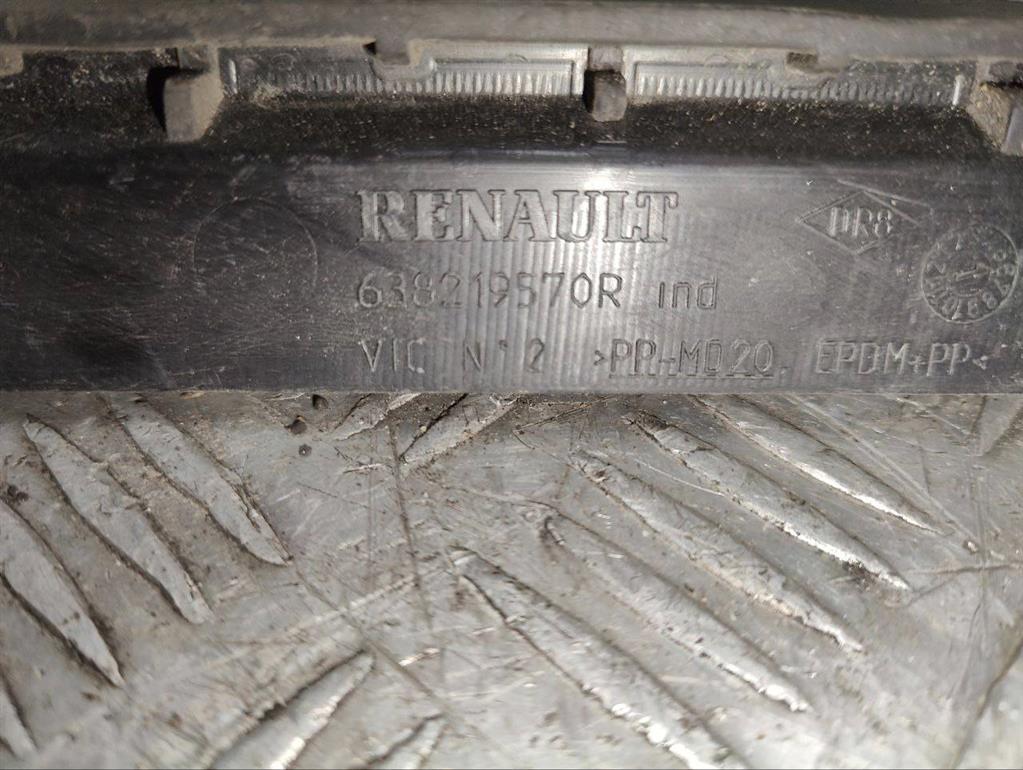 RENAULT
DR8
638219570R ind
VIC N°2 >PP-MD20, EPDM+PP<